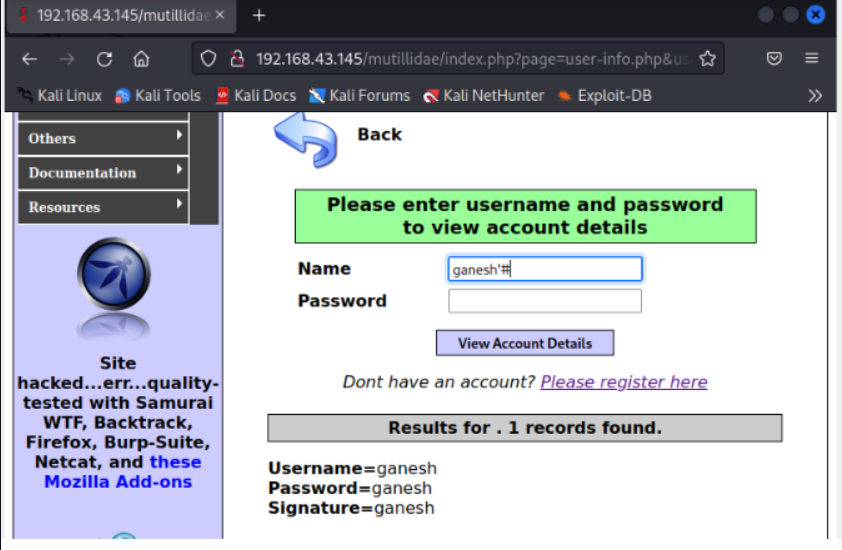 192.168.43.145/mutillidae
192.168.43.145/mutillidae/index.php?page=user-info.php&us
Kali Linux Kali Tools Kali Docs Kali Forums Kali NetHunter Exploit-DB
Others
Documentation
Resources
Site
hacked...err...quality-
tested with Samurai
WTF, Backtrack,
Firefox, Burp-Suite,
Netcat, and these
Mozilla Add-ons
Back
Please enter username and password
to view account details
Name ganesh'#
Password
View Account Details
Dont have an account? Please register here
Results for . 1 records found.
Username=ganesh
Password=ganesh
Signature=ganesh